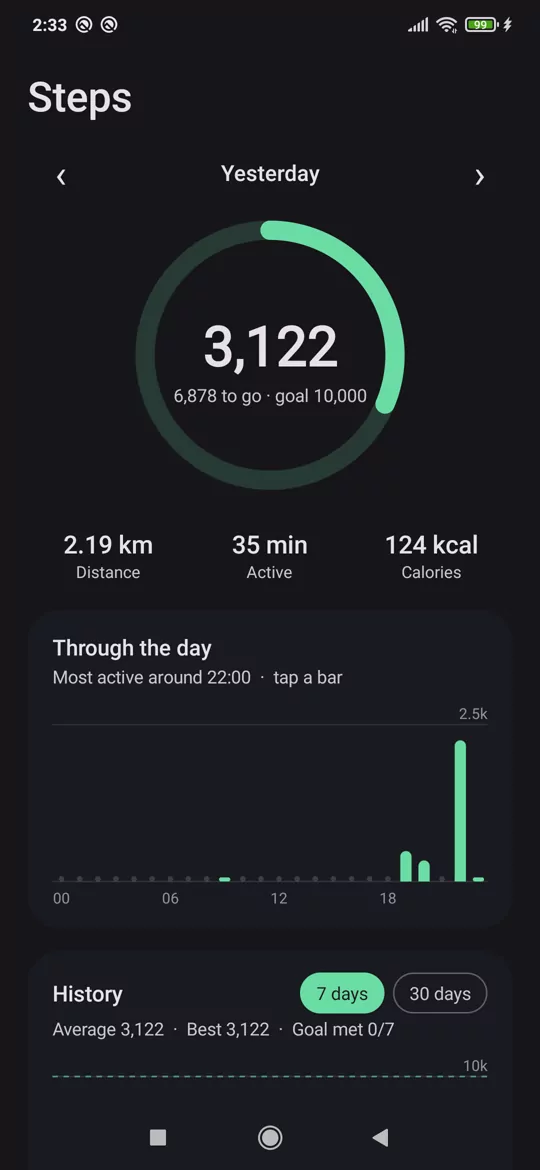 2:33
99
Steps
‹ Yesterday ›
3,122
6,878 to go · goal 10,000
2.19 km 35 min 124 kcal
Distance Active Calories
Through the day
Most active around 22:00 · tap a bar
2.5k
00 06 12 18
History 7 days 30 days
Average 3,122 · Best 3,122 · Goal met 0/7
10k